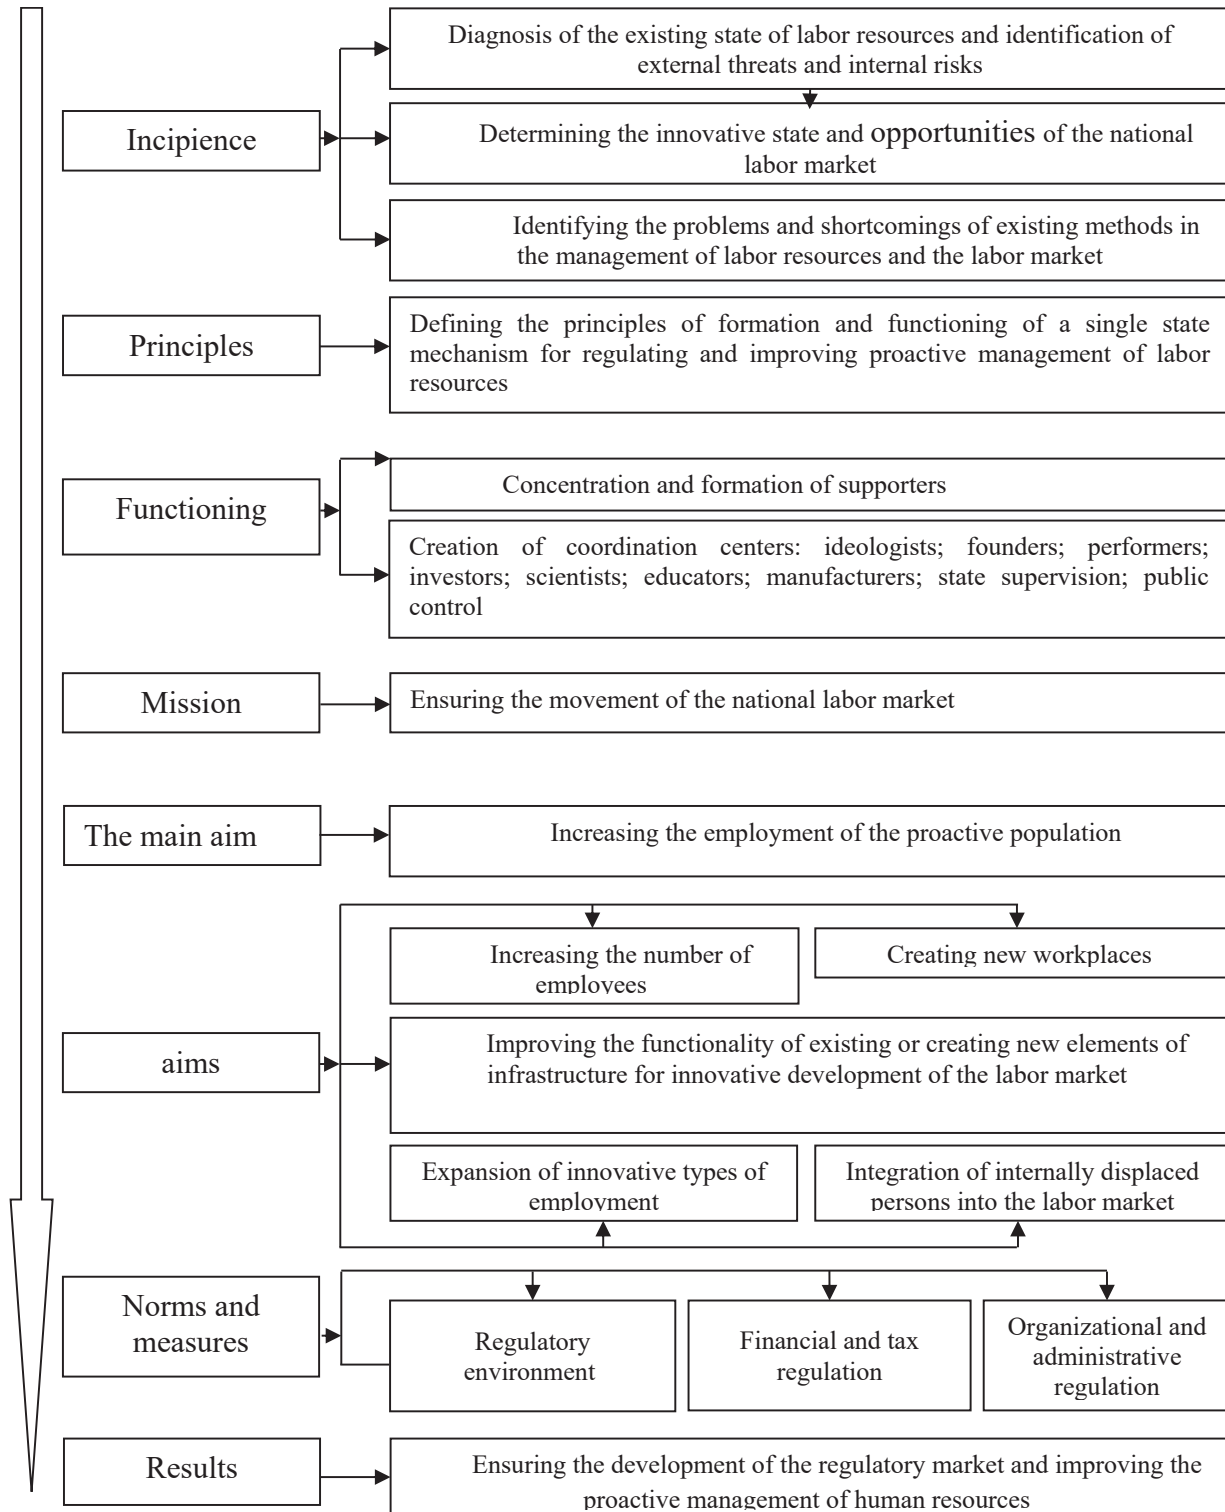 Diagnosis of the existing state of labor resources and identification of
external threats and internal risks
Incipience
Determining the innovative state and opportunities of the national
labor market
Identifying the problems and shortcomings of existing methods in
the management of labor resources and the labor market
Principles
Defining the principles of formation and functioning of a single state
mechanism for regulating and improving proactive management of labor
resources
Functioning
Concentration and formation of supporters
Creation of coordination centers: ideologists; founders; performers;
investors; scientists; educators; manufacturers; state supervision; public
control
Mission
Ensuring the movement of the national labor market
The main aim
Increasing the employment of the proactive population
Increasing the number of
employees
Creating new workplaces
aims
Improving the functionality of existing or creating new elements of
infrastructure for innovative development of the labor market
Expansion of innovative types of
employment
Integration of internally displaced
persons into the labor market
Norms and
measures
Regulatory
environment
Financial and tax
regulation
Organizational and
administrative
regulation
Results
Ensuring the development of the regulatory market and improving the
proactive management of human resources